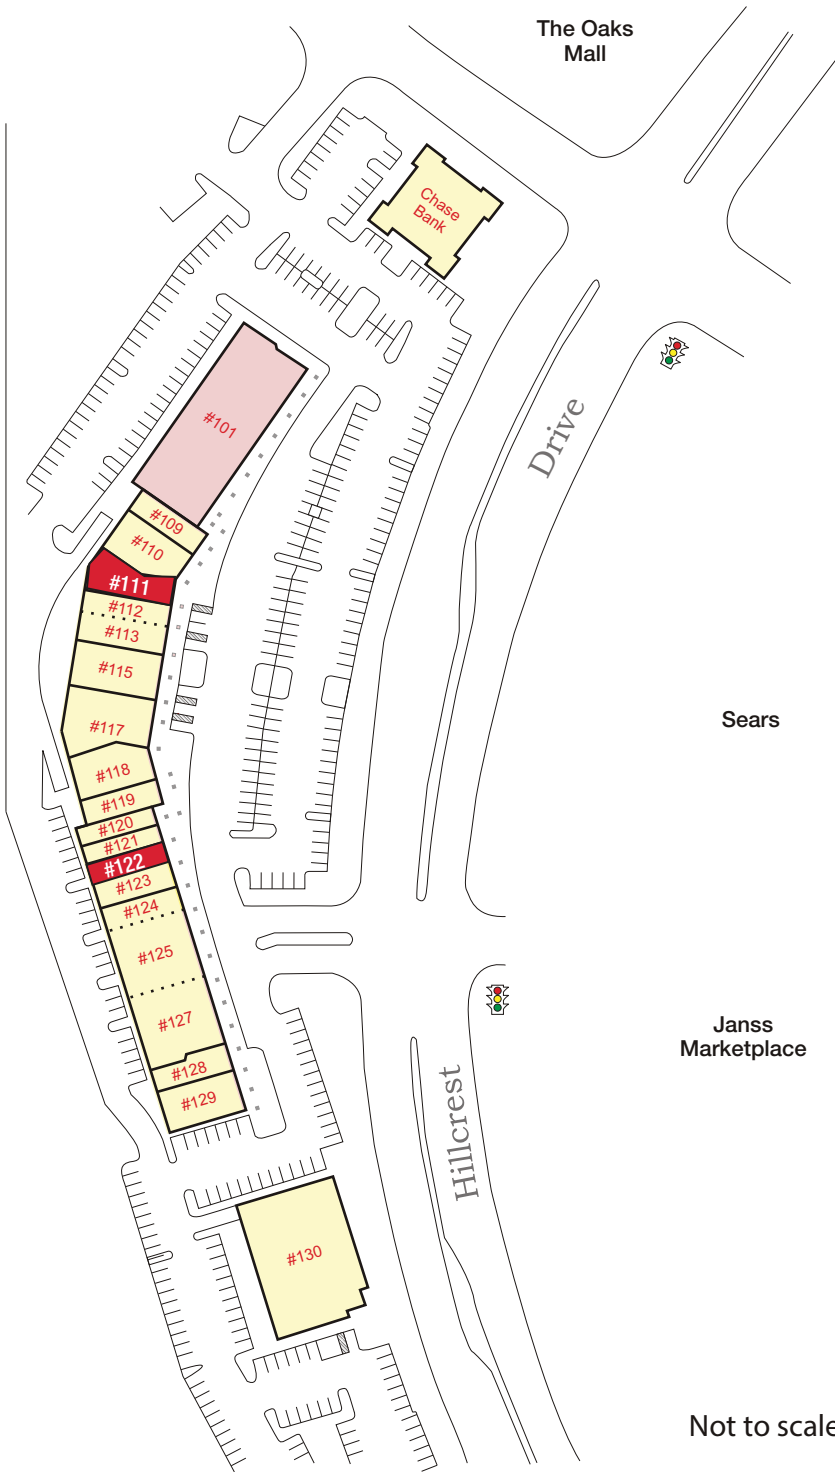 The Oaks
Mall
Chase
Bank
#101
Drive
#109
#110
#111
#112
#113
#115
#117
Sears
#118
#119
#120
#121
#122
#123
#124
#125
#127
Janss
Marketplace
#128
#129
Hillcrest
#130
Not to scale